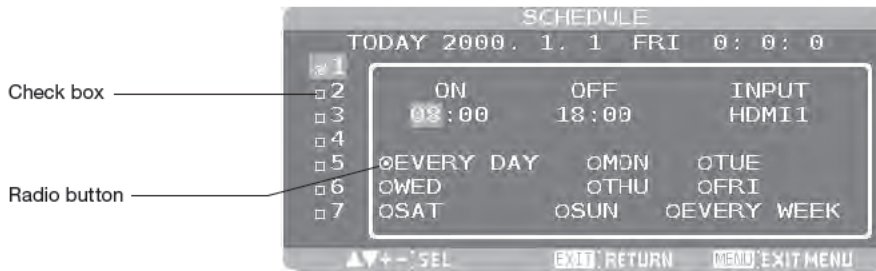 SCHEDULE
TODAY 2000. 1. 1 FRI 0: 0: 0
1
2 ON OFF INPUT
3 08:00 18:00 HDMI1
4
5 EVERY DAY MON TUE
6 WED THU FRI
7 SAT SUN EVERY WEEK
▲▼+-:SEL EXIT:RETURN MENU:EXIT MENU
Check box
Radio button